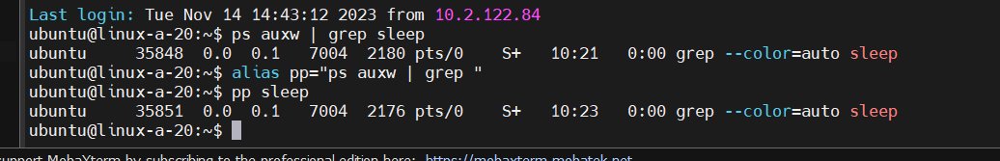 Last login: Tue Nov 14 14:43:12 2023 from 10.2.122.84
ubuntu@linux-a-20:~$ ps auxw | grep sleep
ubuntu     35848  0.0  0.1   7004  2180 pts/0    S+   10:21   0:00 grep --color=auto sleep
ubuntu@linux-a-20:~$ alias pp="ps auxw | grep "
ubuntu@linux-a-20:~$ pp sleep
ubuntu     35851  0.0  0.1   7004  2176 pts/0    S+   10:23   0:00 grep --color=auto sleep
ubuntu@linux-a-20:~$
support MobaXterm by subscribing to the professional edition here: https://mobaxterm.mobatek.net